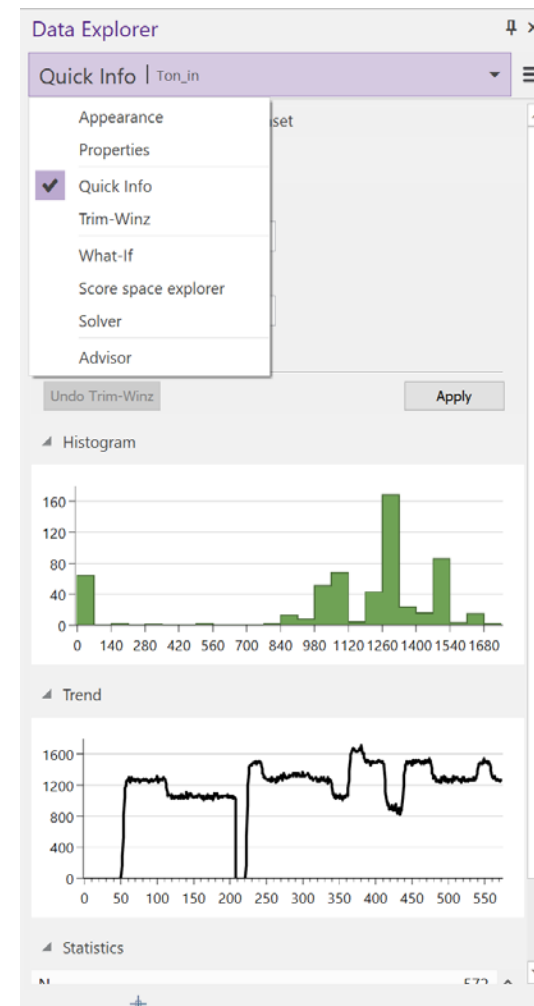 Data Explorer
Quick Info | Ton_in
Appearance
set
Properties
Quick Info
Trim-Winz
What-If
Score space explorer
Solver
Advisor
Undo Trim-Winz Apply
Histogram
160
120
80
40
0
0 140 280 420 560 700 840 980 1120 1260 1400 1540 1680
Trend
1600
1200
800
400
0
0 50 100 150 200 250 300 350 400 450 500 550
Statistics
N 572